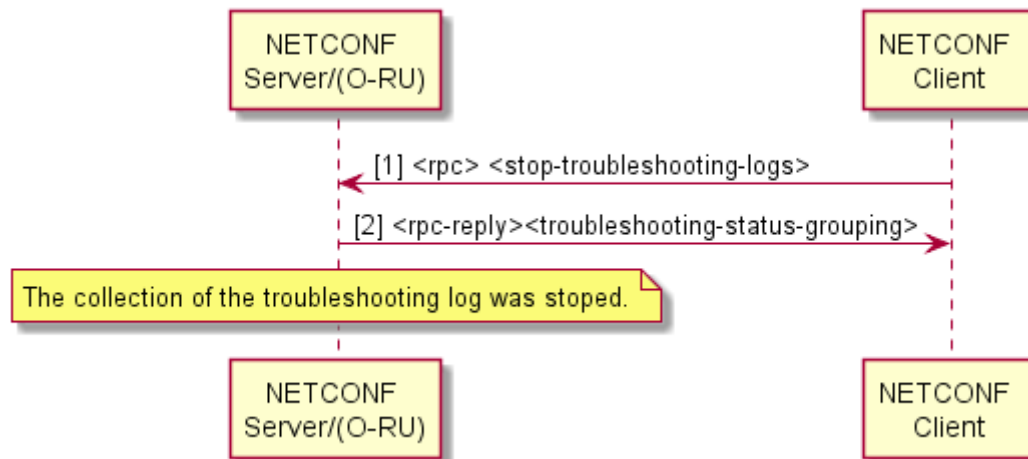 NETCONF
Server/(O-RU)
NETCONF
Client
[1] <rpc> <stop-troubleshooting-logs>
[2] <rpc-reply><troubleshooting-status-grouping>
The collection of the troubleshooting log was stoped.
NETCONF
Server/(O-RU)
NETCONF
Client